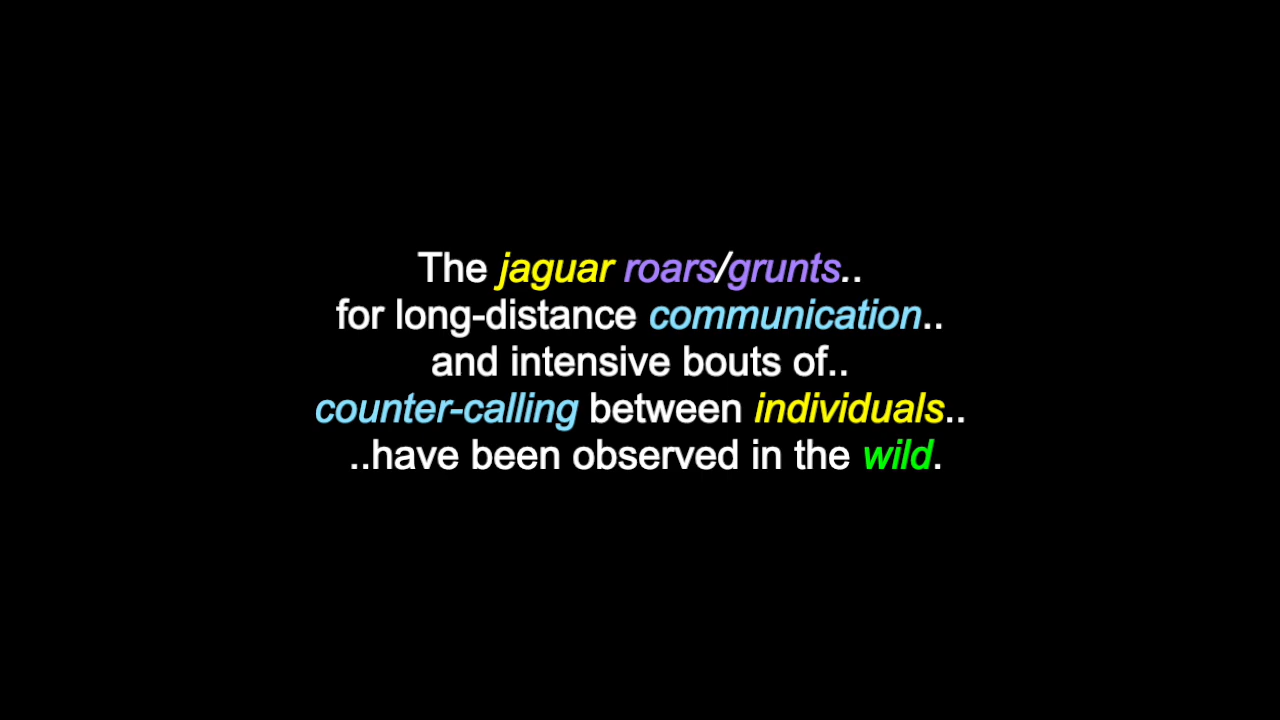 The jaguar roars/grunts..
for long-distance communication..
and intensive bouts of..
counter-calling between individuals..
..have been observed in the wild.